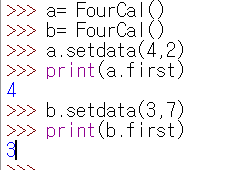 >>> a= FourCal()
>>> b= FourCal()
>>> a.setdata(4,2)
>>> print(a.first)
4
>>> b.setdata(3,7)
>>> print(b.first)
3
>>>